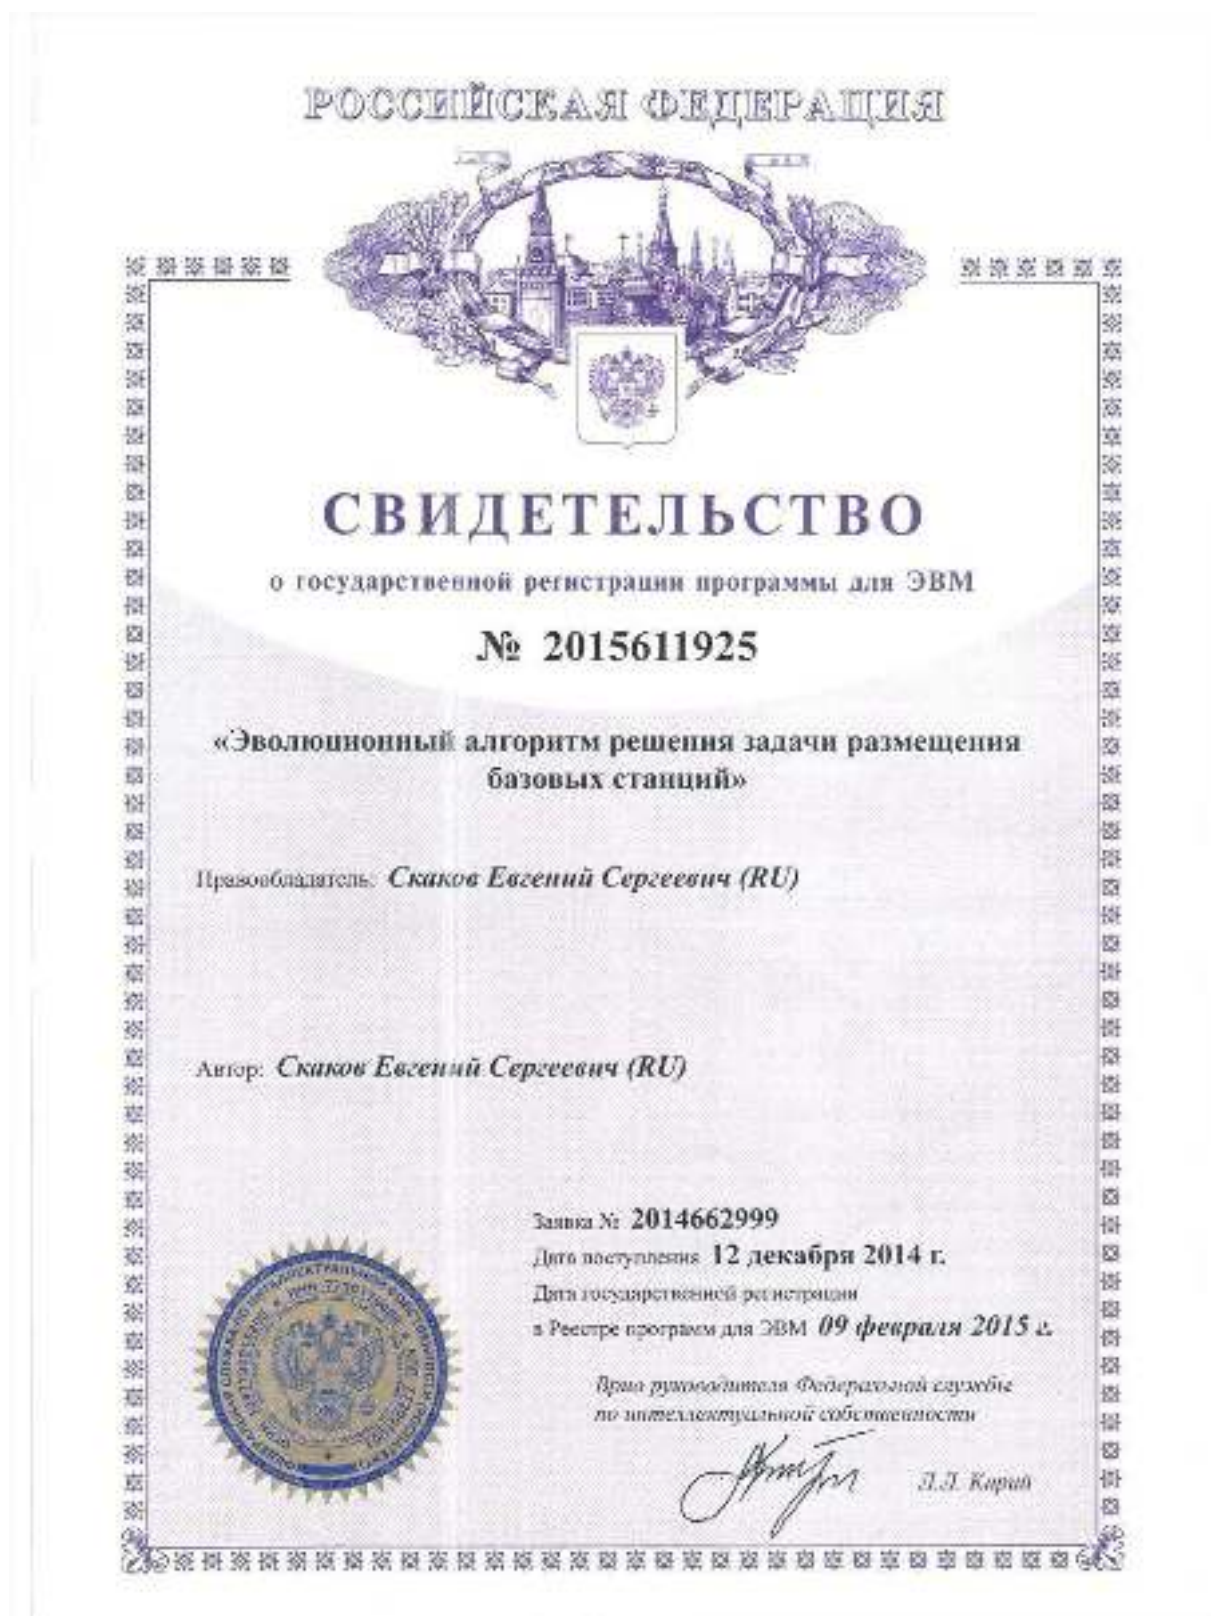 РОССИЙСКАЯ ФЕДЕРАЦИЯ
СВИДЕТЕЛЬСТВО
о государственной регистрации программы для ЭВМ
№ 2015611925
«Эволюционный алгоритм решения задачи размещения
базовых станций»
Правообладатель: Скаков Евгений Сергеевич (RU)
Автор: Скаков Евгений Сергеевич (RU)
Заявка № 2014662999
Дата поступления 12 декабря 2014 г.
Дата государственной регистрации
в Реестре программ для ЭВМ 09 февраля 2015 г.
Врио руководителя Федеральной службы
по интеллектуальной собственности
Л.Л. Кирий